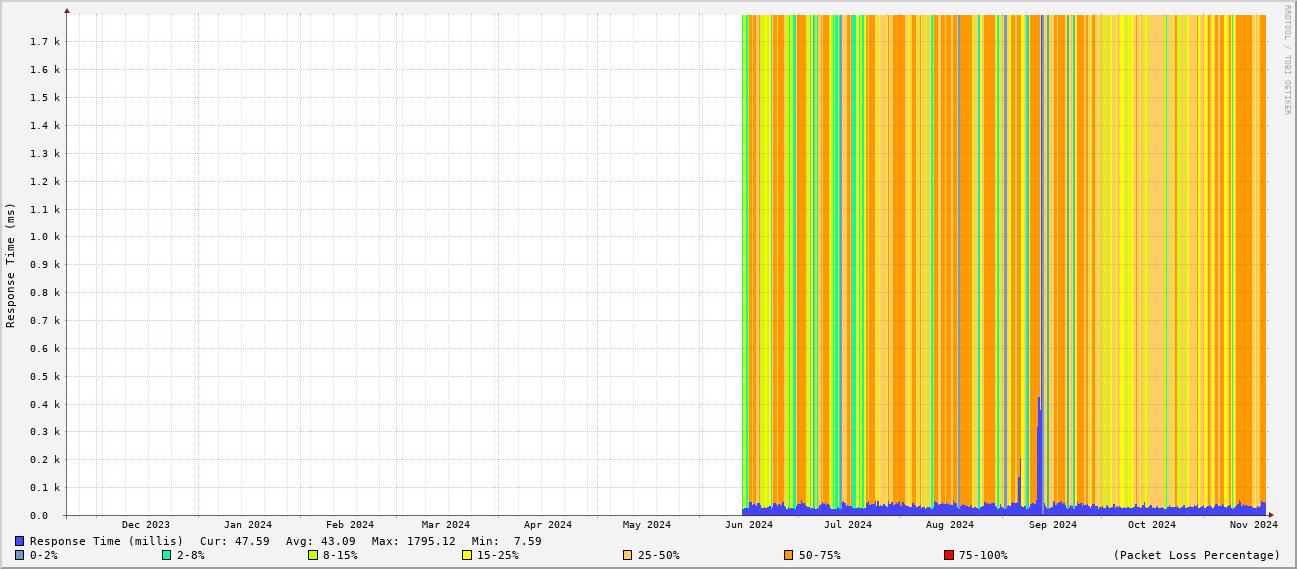 RRDTOOL / TOBI OETIKER
Response Time (ms)
1.7 k
1.6 k
1.5 k
1.4 k
1.3 k
1.2 k
1.1 k
1.0 k
0.9 k
0.8 k
0.7 k
0.6 k
0.5 k
0.4 k
0.3 k
0.2 k
0.1 k
0.0
Dec 2023 Jan 2024 Feb 2024 Mar 2024 Apr 2024 May 2024 Jun 2024 Jul 2024 Aug 2024 Sep 2024 Oct 2024 Nov 2024
Response Time (millis) Cur: 47.59 Avg: 43.09 Max: 1795.12 Min: 7.59
0-2% 2-8% 8-15% 15-25% 25-50% 50-75% 75-100% (Packet Loss Percentage)